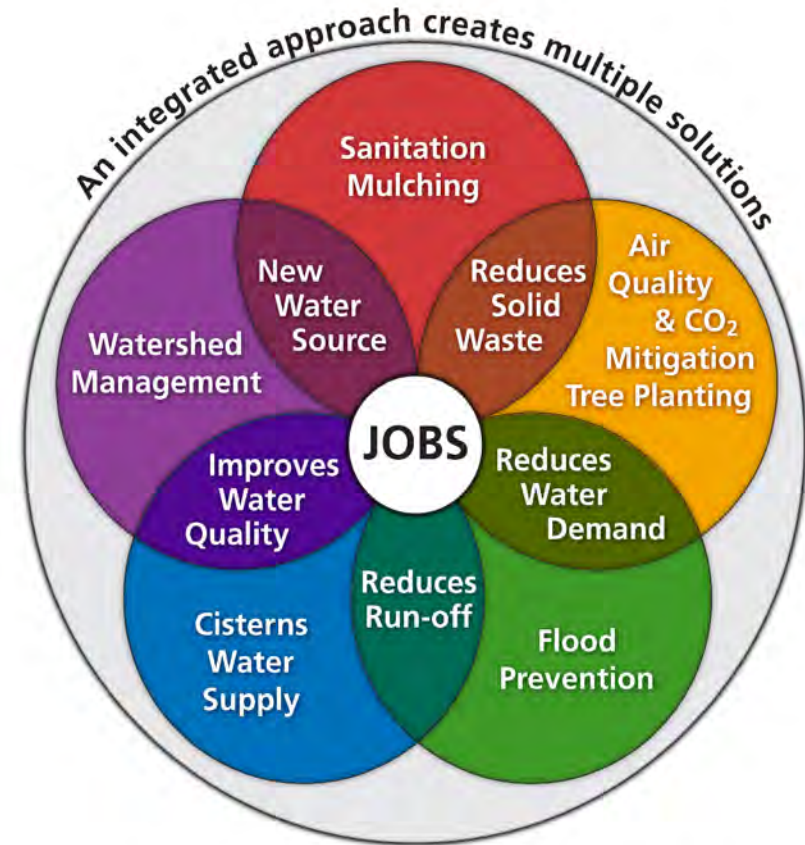 An integrated approach creates multiple solutions
Sanitation
Mulching
New
Water
Source
Reduces
Solid
Waste
Air
Quality
& CO₂
Mitigation
Tree Planting
Watershed
Management
JOBS
Improves
Water
Quality
Reduces
Water
Demand
Reduces
Run-off
Cisterns
Water
Supply
Flood
Prevention